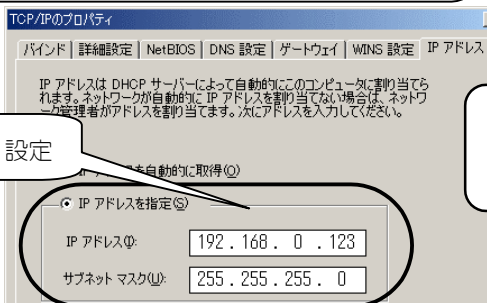 TCP/IPのプロパティ
バインド 詳細設定 NetBIOS DNS 設定 ゲートウェイ WINS 設定 IP アドレス
IP アドレスは DHCP サーバーによって自動的にこのコンピュータに割り当てら
れます。ネットワークが自動的に IP アドレスを割り当てない場合は、ネットワ
ーク管理者がアドレスを割り当てます。次にアドレスを入力してください。
設定
を自動的に取得(O)
IP アドレスを指定(S)
IP アドレス(I): 192 . 168 . 0 . 123
サブネット マスク(U): 255 . 255 . 255 . 0